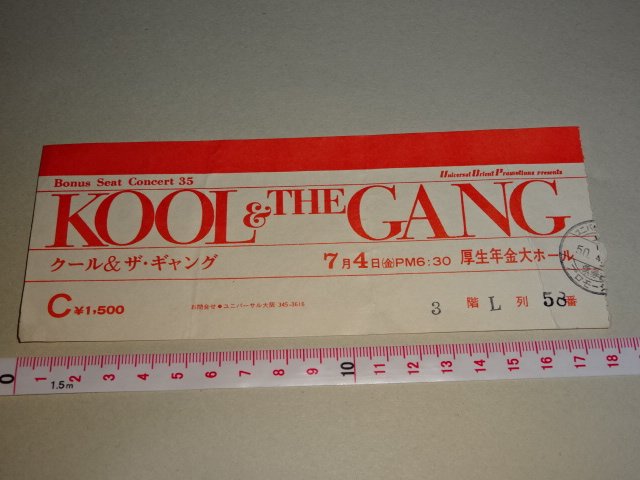 Bonus Seat Concert 35
Universal Orient Promotions presents
KOOL & THE GANG
クール&ザ・ギャング
7月4日(金)PM6:30 厚生年金大ホール
C¥1,500
お問合せ●ユニバーサル大阪 345-3616
3 階 L 列 58番
0 1 2 3 4 5 6 7 8 9 10 11 12 13 14 15 16 17 18
1.5m